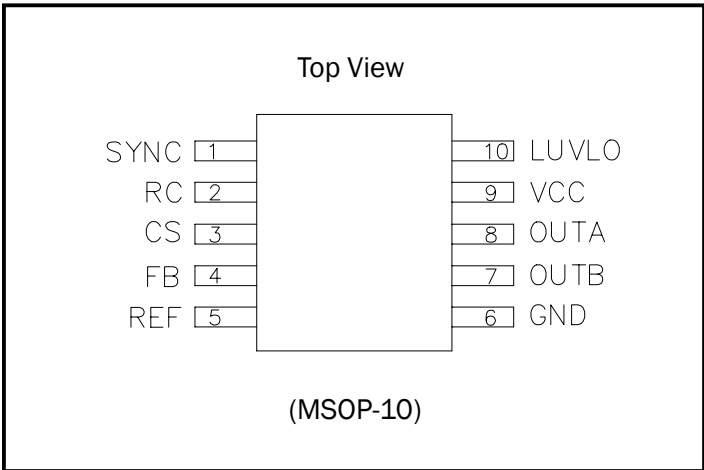 Top View
SYNC 1 10 LUVLO
RC 2 9 VCC
CS 3 8 OUTA
FB 4 7 OUTB
REF 5 6 GND
(MSOP-10)